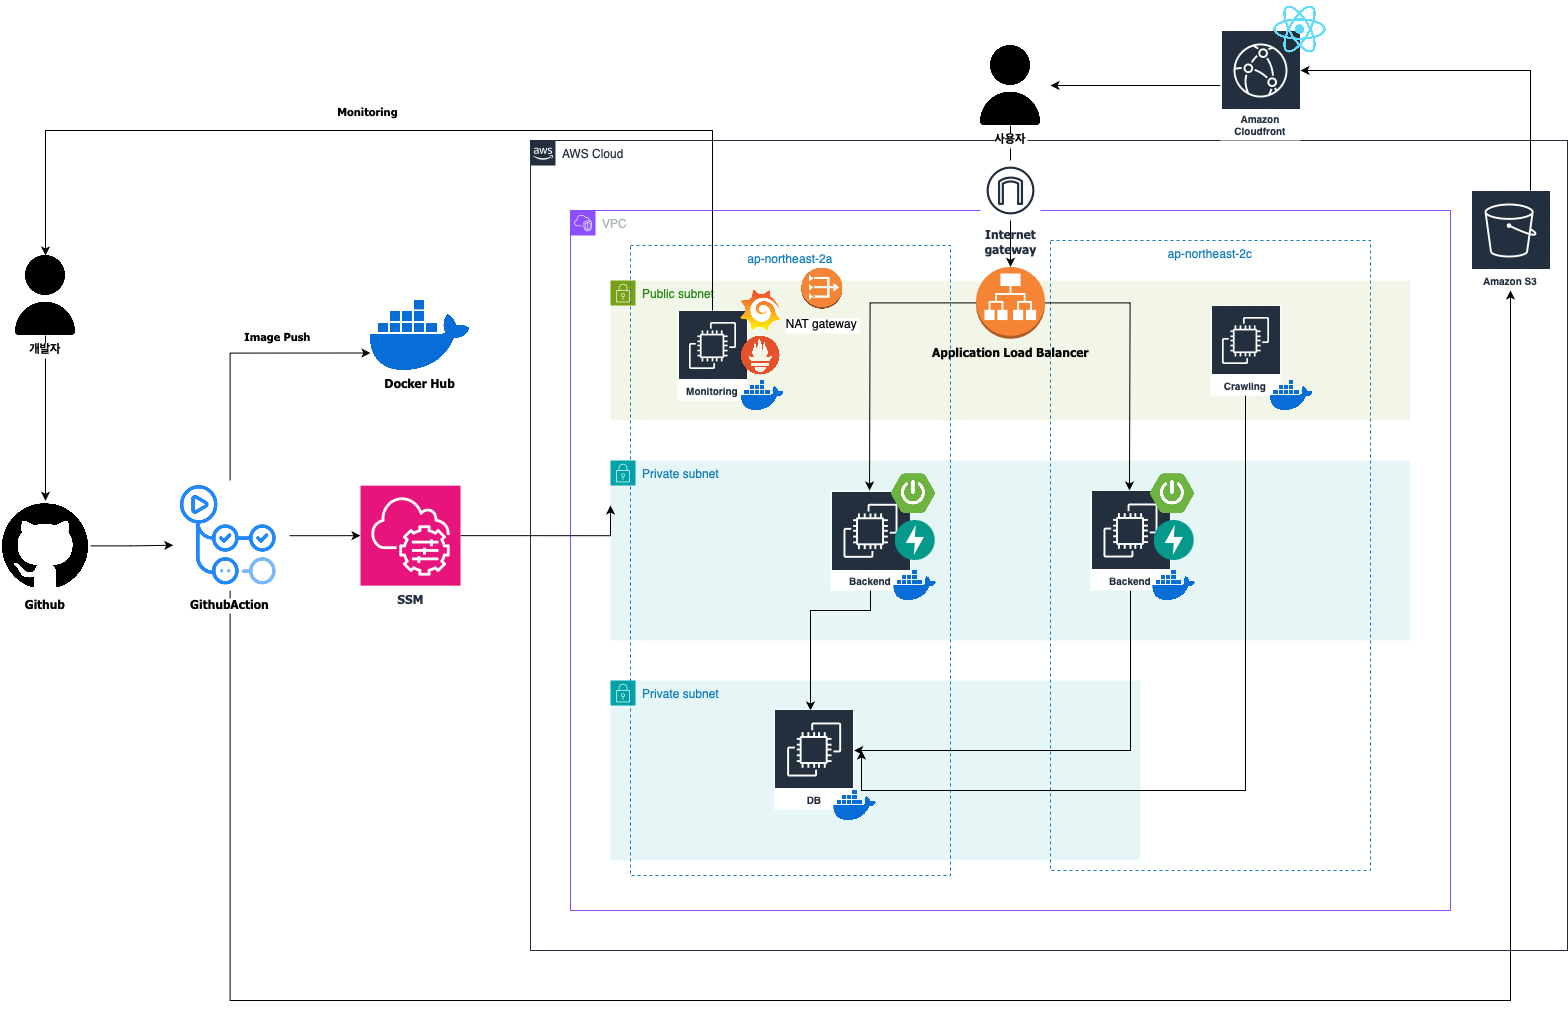 Amazon
Cloudfront
Monitoring
사용자
aws
AWS Cloud
Amazon S3
VPC
Internet
gateway
ap-northeast-2a
ap-northeast-2c
Public subnet
NAT gateway
Application Load Balancer
Monitoring
Crawling
개발자
Image Push
Docker Hub
Private subnet
Backend
Backend
Github
GithubAction
SSM
Private subnet
DB